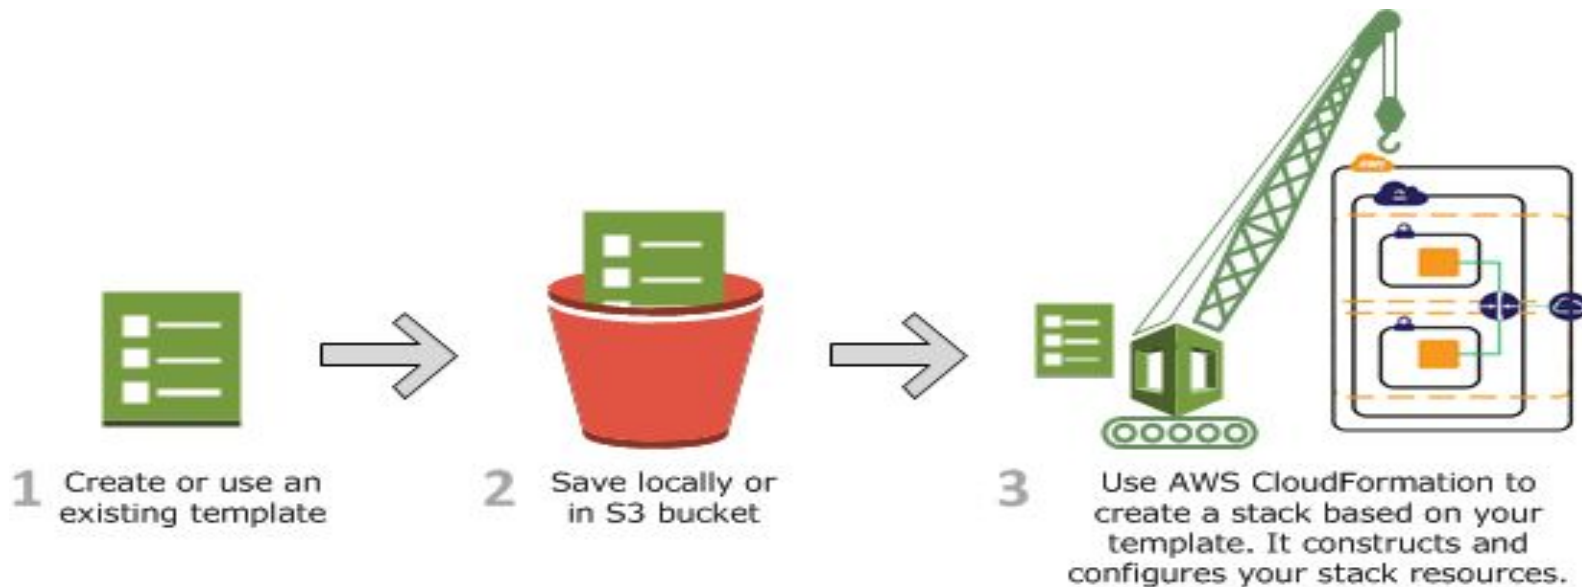 1 Create or use an
existing template
2 Save locally or
in S3 bucket
3 Use AWS CloudFormation to
create a stack based on your
template. It constructs and
configures your stack resources.
aws